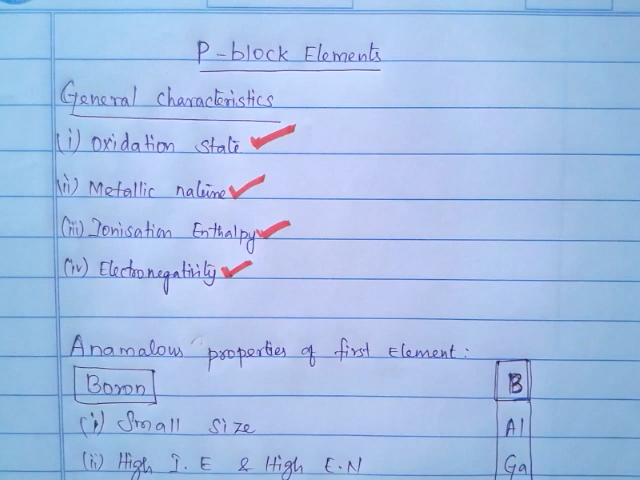 P-block Elements
General characteristics
(i) Oxidation State
(ii) Metallic nature
(iii) Ionisation Enthalpy
(iv) Electronegativity
Anamalous properties of first Element:
Boron B
(i) Small Size Al
(ii) High I.E & High E.N Ga